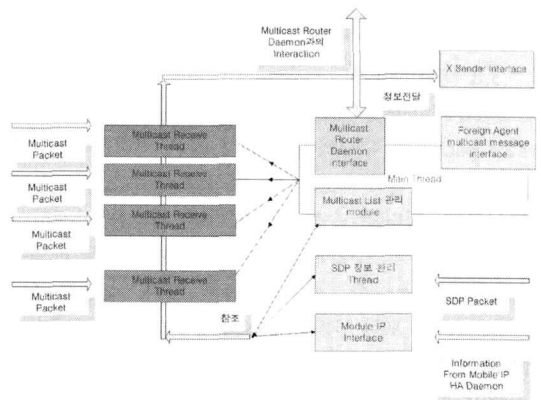 Multicast Router
Daemon과의
Interaction
X Sender Interface
정보전달
Multicast
Packet
Multicast Receive
Thread
Multicast
Router
Daemon
interface
Foreign Agent
multicast message
interface
Multicast
Packet
Multicast Receive
Thread
Main Thread
Multicast
Packet
Multicast Receive
Thread
Multicast List 관리
module
Multicast
Packet
Multicast Receive
Thread
SDP 정보 관리
Thread
SDP Packet
참조
Module IP
Interface
Information
From Mobile IP
HA Daemon